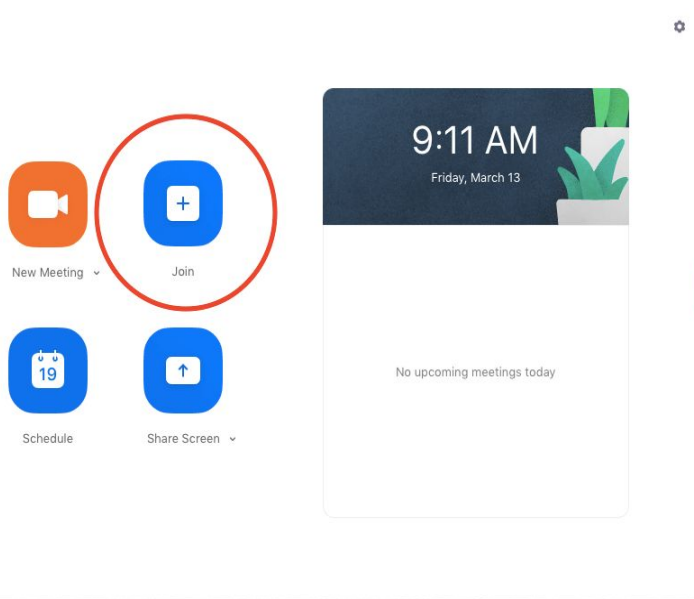 9:11 AM
Friday, March 13
New Meeting
Join
19
Schedule
Share Screen
No upcoming meetings today